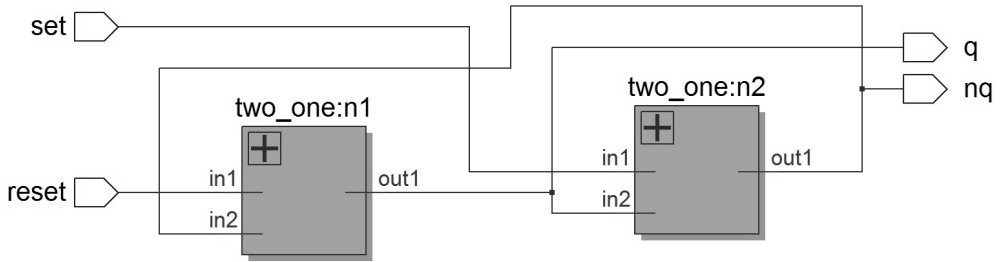 set
q
two_one:n2
nq
two_one:n1
in1
out1
reset
in1
out1
in2
in2